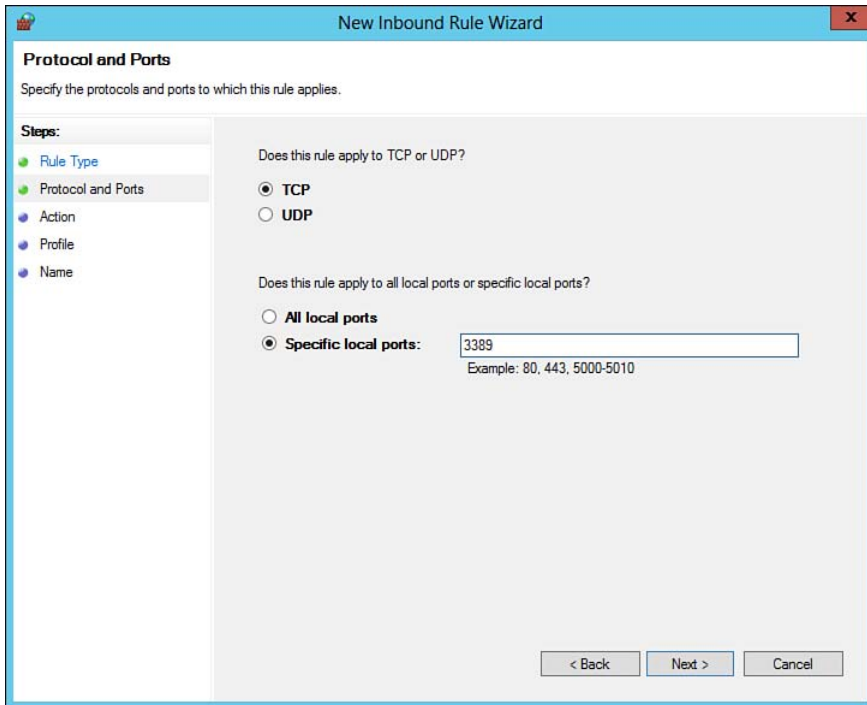 New Inbound Rule Wizard
x
Protocol and Ports
Specify the protocols and ports to which this rule applies.
Steps:
Rule Type
Protocol and Ports
Action
Profile
Name
Does this rule apply to TCP or UDP?
TCP
UDP
Does this rule apply to all local ports or specific local ports?
All local ports
Specific local ports: 3389
Example: 80, 443, 5000-5010
< Back Next > Cancel